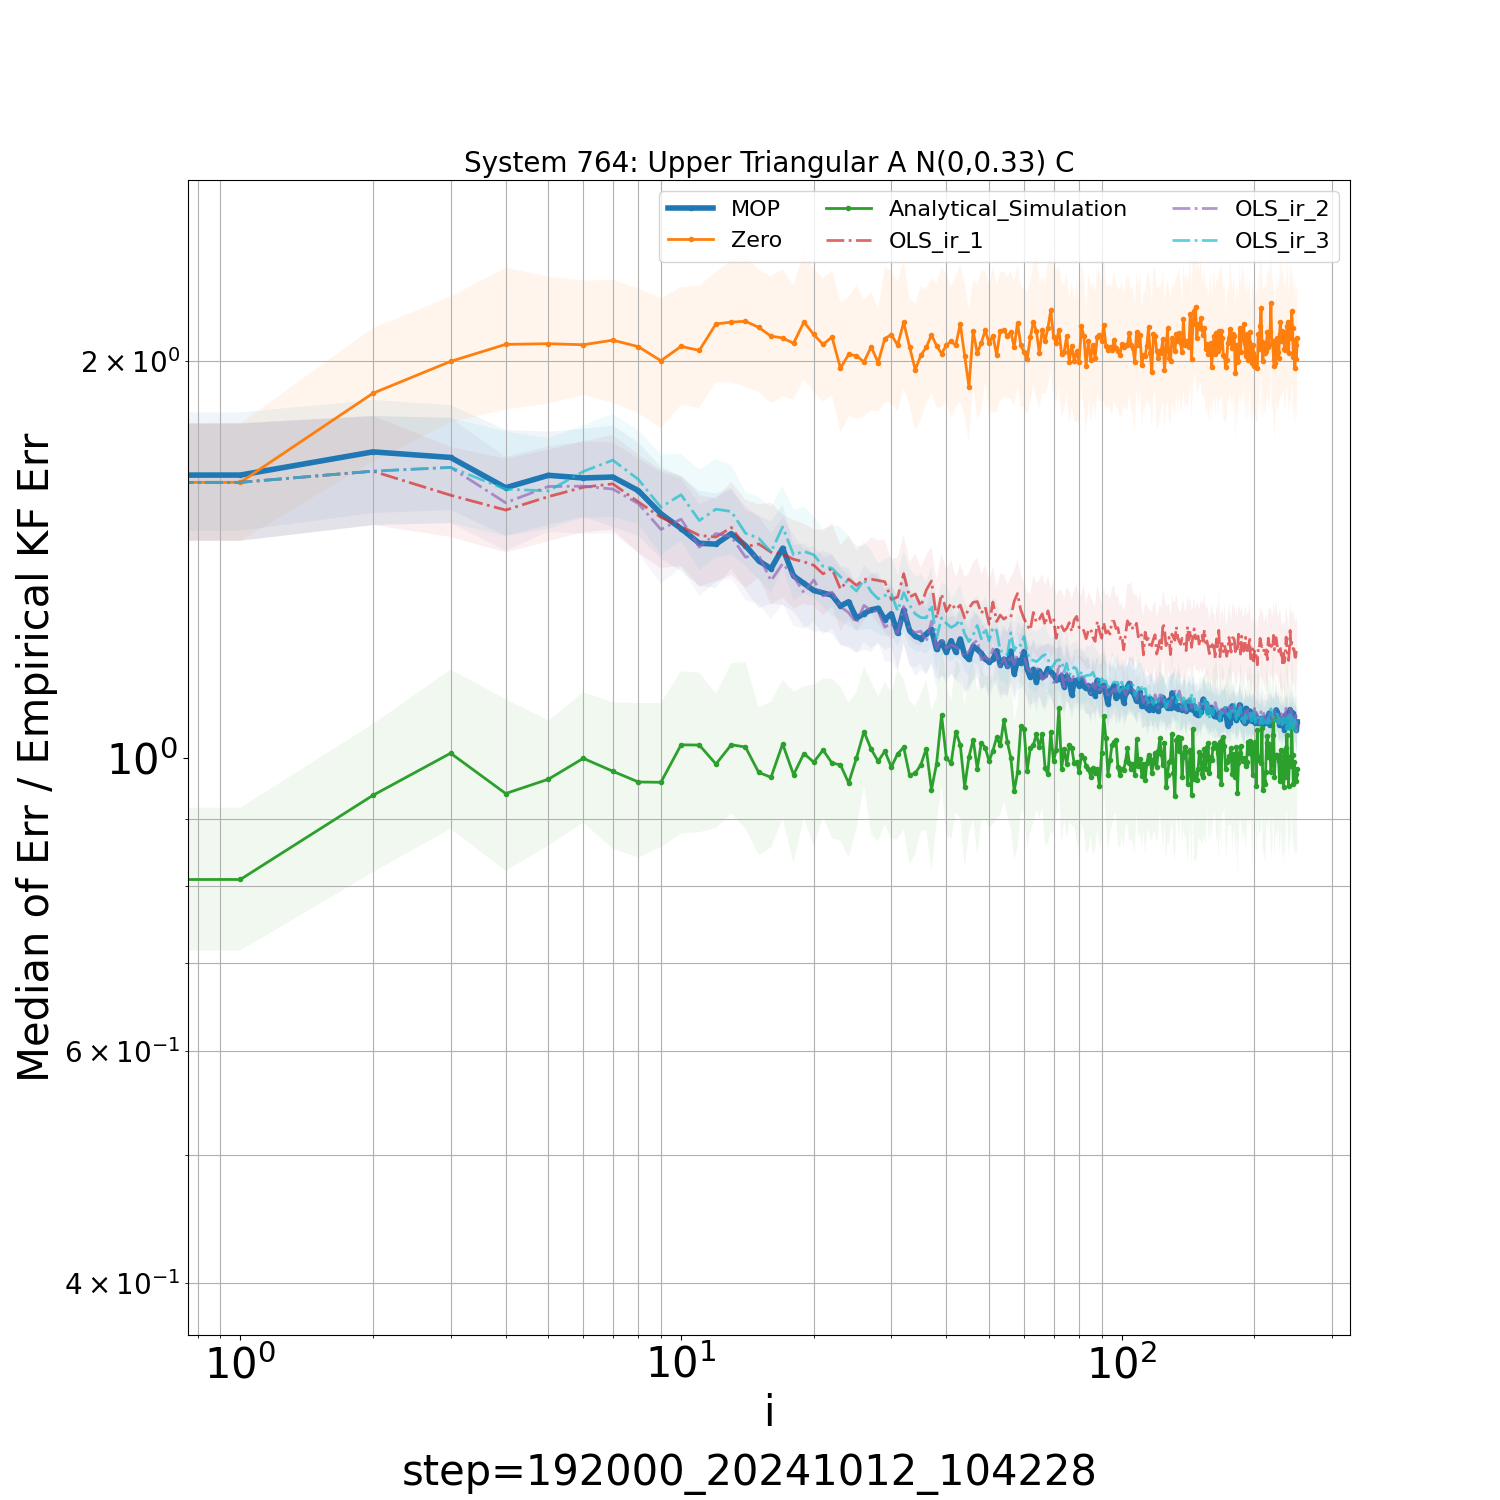 System 764: Upper Triangular A N(0,0.33) C
MOP
Zero
Analytical_Simulation
OLS_ir_1
OLS_ir_2
OLS_ir_3
Median of Err / Empirical KF Err
2 × 10⁰
10⁰
6 × 10⁻¹
4 × 10⁻¹
10⁰ 10¹ 10²
i
step=192000_20241012_104228